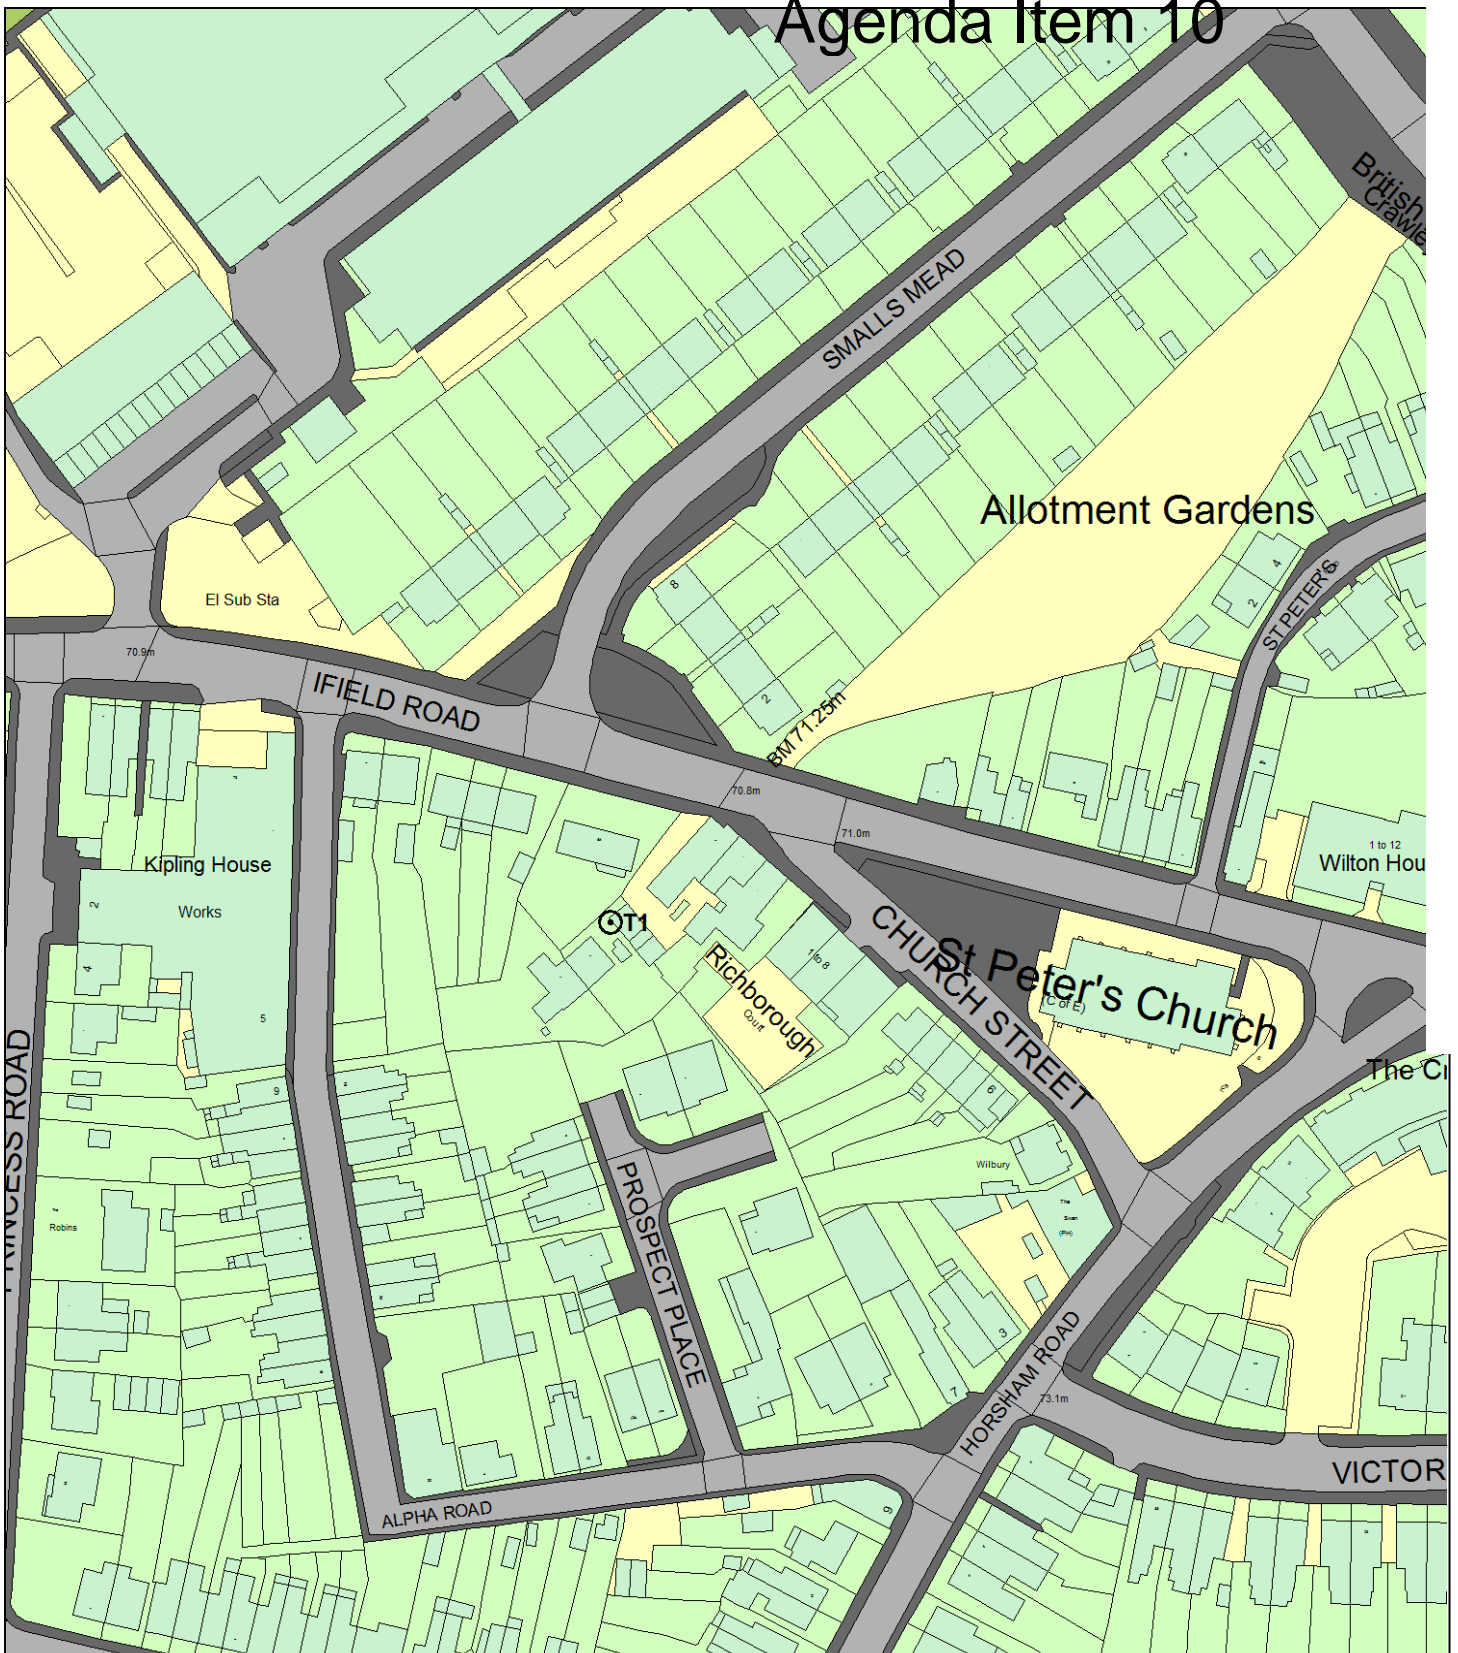 Agenda Item 10
British
SMALLS MEAD
Allotment Gardens
4
2
ST PETER'S
8
El Sub Sta
70.9m
IFIELD ROAD
2
BM 71.25m
70.8m
71.0m
1 to 12
Wilton Hou
Kipling House
2
Works
T1
CHURCH STREET
St Peter's Church
(C of E)
1 to 8
Richborough
Court
4
5
PRINCESS ROAD
The Cr
9
6
Wilbury
The
Swan
(PH)
PROSPECT PLACE
Robins
3
7
HORSHAM ROAD
73.1m
VICTOR
ALPHA ROAD
9